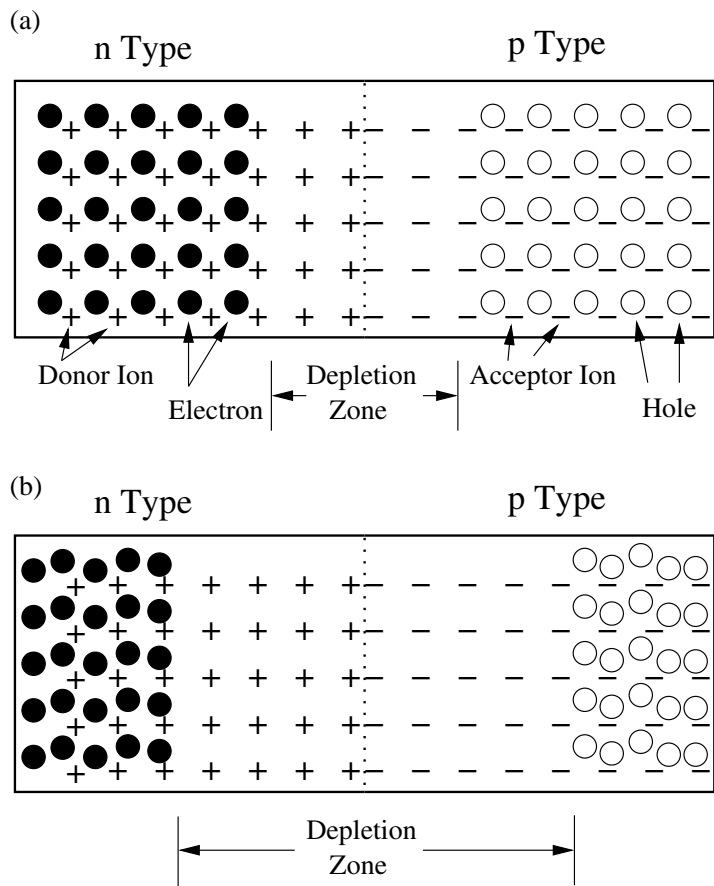 (a)
n Type
p Type
Donor Ion
Electron
Depletion
Zone
Acceptor Ion
Hole
(b)
n Type
p Type
Depletion
Zone